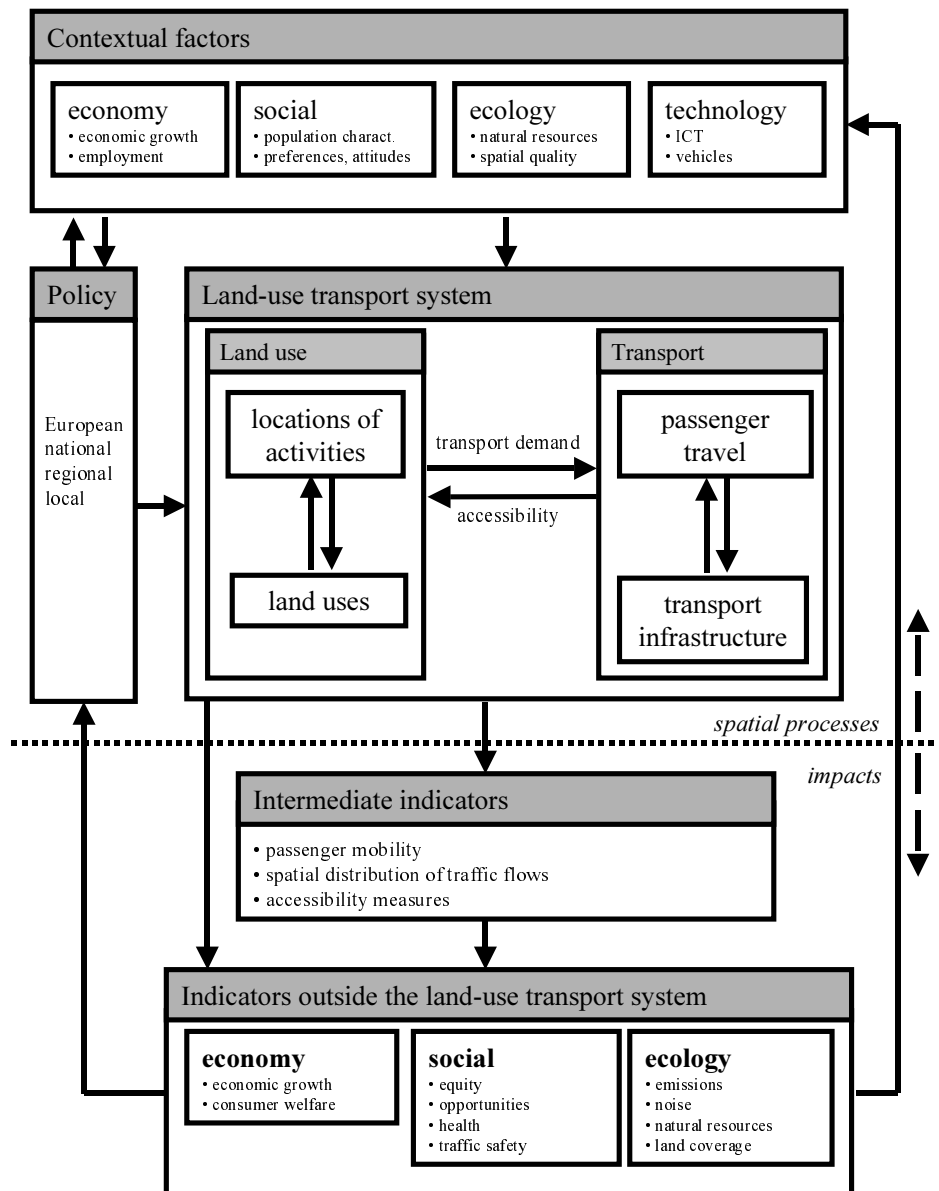 Contextual factors
economy
• economic growth
• employment
social
• population charact.
• preferences, attitudes
ecology
• natural resources
• spatial quality
technology
• ICT
• vehicles
Policy
European
national
regional
local
Land-use transport system
Land use
locations of
activities
land uses
transport demand
accessibility
Transport
passenger
travel
transport
infrastructure
spatial processes
impacts
Intermediate indicators
• passenger mobility
• spatial distribution of traffic flows
• accessibility measures
Indicators outside the land-use transport system
economy
• economic growth
• consumer welfare
social
• equity
• opportunities
• health
• traffic safety
ecology
• emissions
• noise
• natural resources
• land coverage